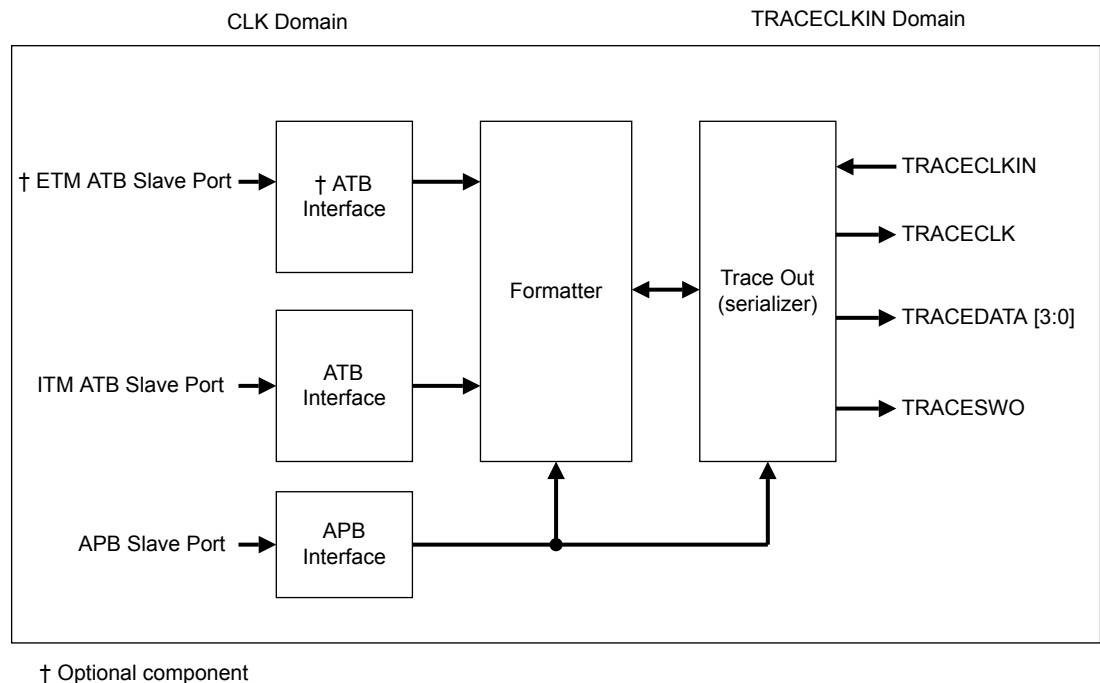 CLK Domain
TRACECLKIN Domain
† ETM ATB Slave Port
† ATB
Interface
ITM ATB Slave Port
ATB
Interface
APB Slave Port
APB
Interface
Formatter
Trace Out
(serializer)
TRACECLKIN
TRACECLK
TRACEDATA [3:0]
TRACESWO
† Optional component